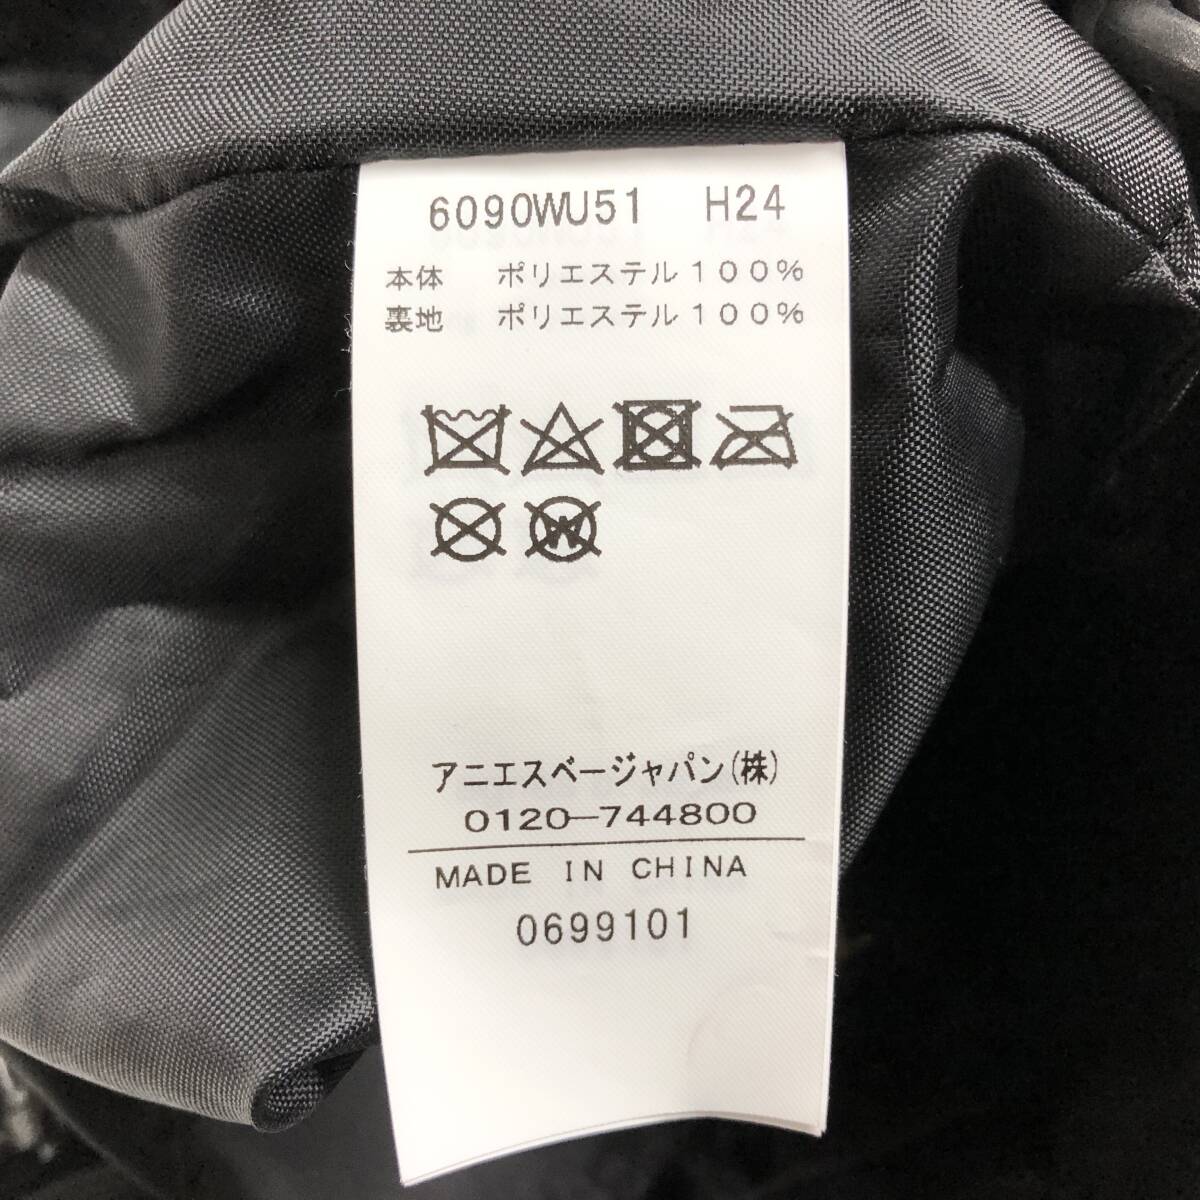 6090WU51 H24
本体 ポリエステル100%
裏地 ポリエステル100%
W
アニエスベージャパン(株)
0120-744800
MADE IN CHINA
0699101